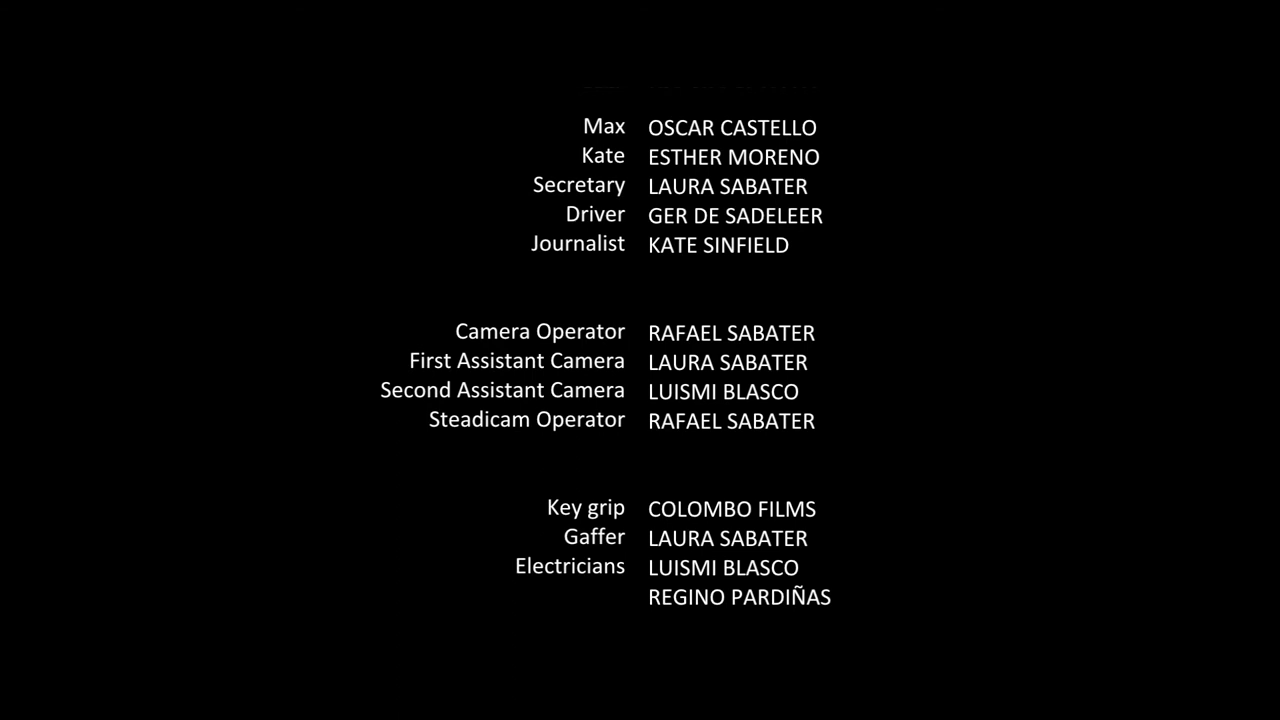 Max OSCAR CASTELLO
Kate ESTHER MORENO
Secretary LAURA SABATER
Driver GER DE SADELEER
Journalist KATE SINFIELD
Camera Operator RAFAEL SABATER
First Assistant Camera LAURA SABATER
Second Assistant Camera LUISMI BLASCO
Steadicam Operator RAFAEL SABATER
Key grip COLOMBO FILMS
Gaffer LAURA SABATER
Electricians LUISMI BLASCO
REGINO PARDIÑAS